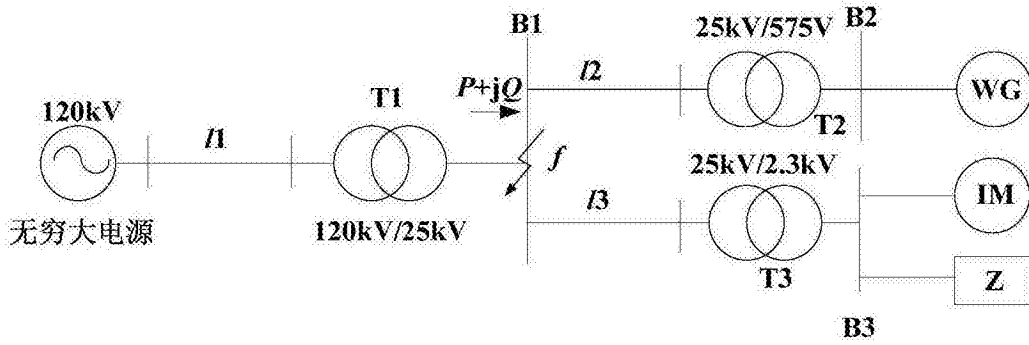 120kV
无穷大电源
l1
T1
120kV/25kV
P+jQ
B1
f
l2
25kV/575V
T2
B2
WG
l3
25kV/2.3kV
T3
IM
Z
B3